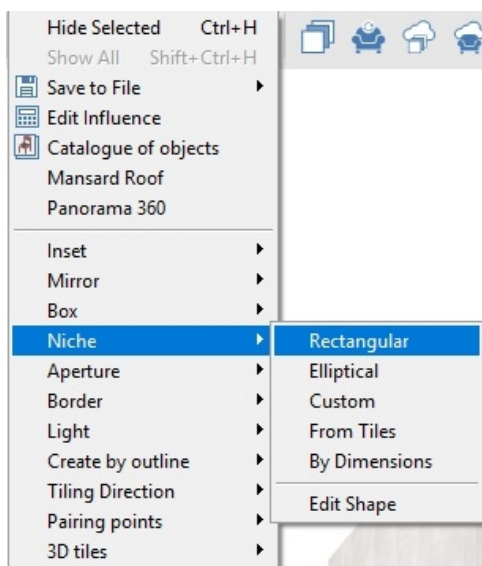 Hide Selected Ctrl+H
Show All Shift+Ctrl+H
Save to File
Edit Influence
Catalogue of objects
Mansard Roof
Panorama 360
Inset
Mirror
Box
Niche
Aperture
Border
Light
Create by outline
Tiling Direction
Pairing points
3D tiles
Rectangular
Elliptical
Custom
From Tiles
By Dimensions
Edit Shape